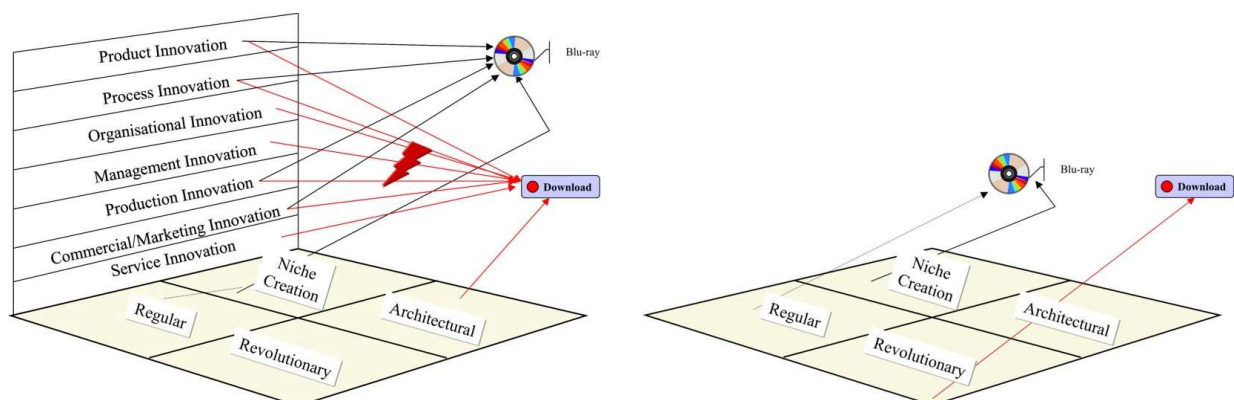 Product Innovation
Process Innovation
Organisational Innovation
Management Innovation
Production Innovation
Commercial/Marketing Innovation
Service Innovation
Blu-ray
Download
Niche
Creation
Regular
Architectural
Revolutionary
Blu-ray
Download
Niche
Creation
Regular
Architectural
Revolutionary